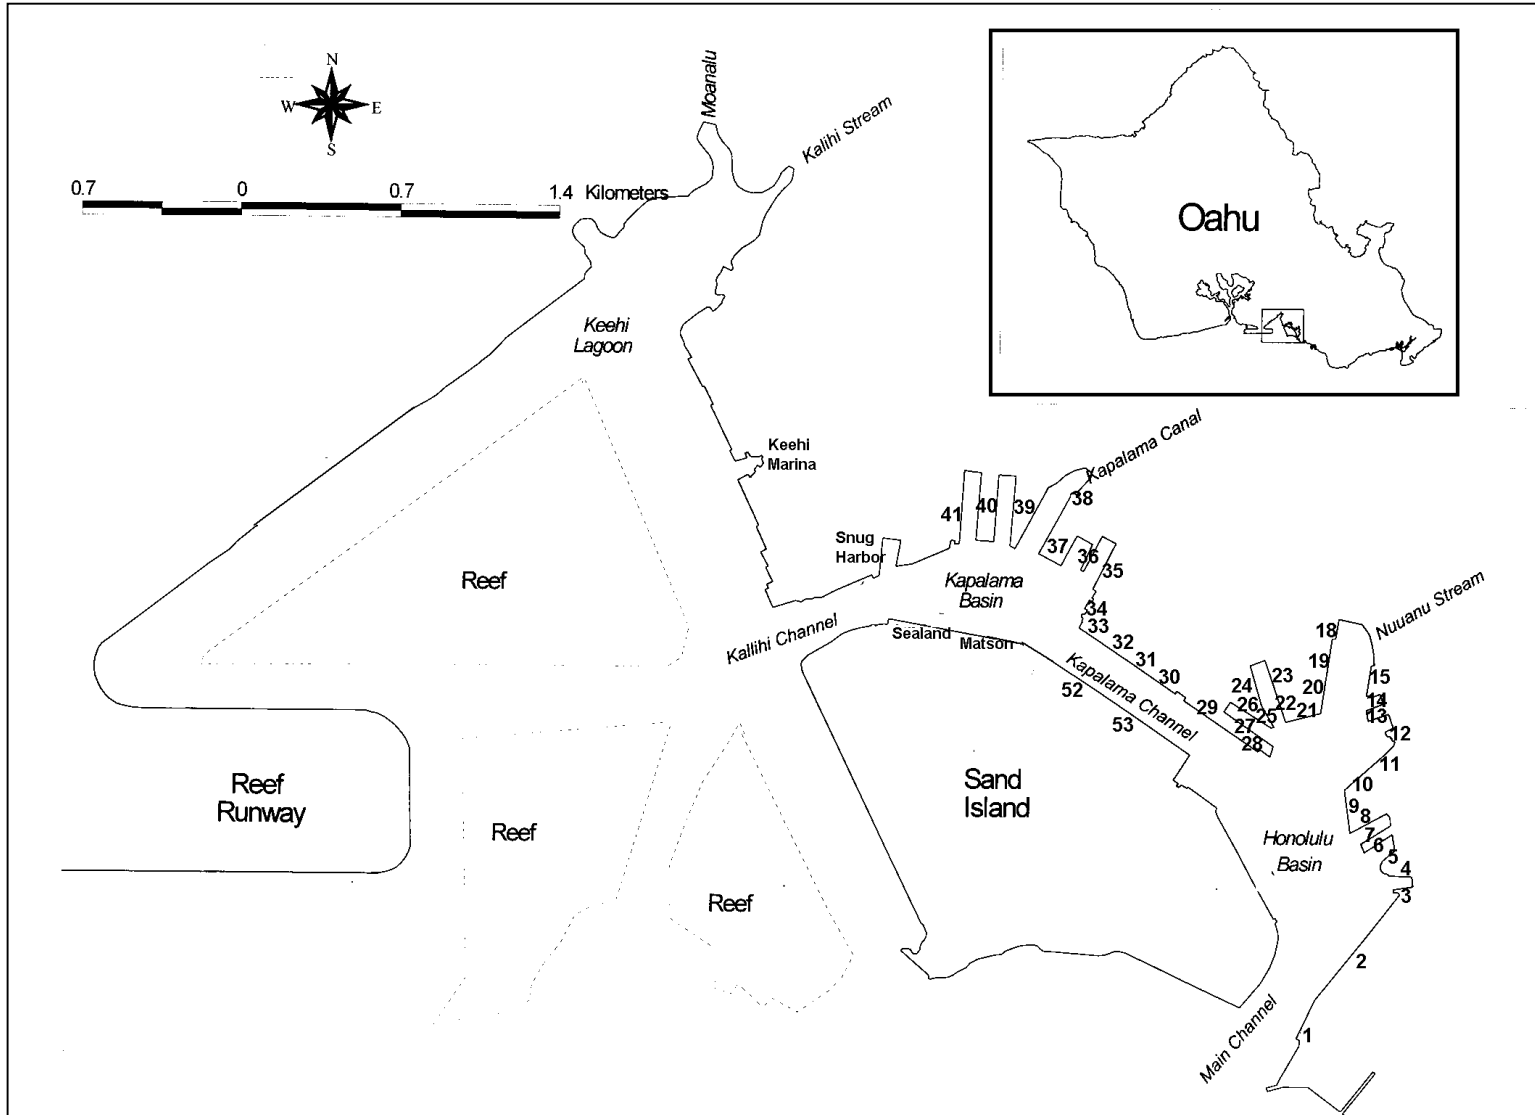 N
W E
S
0.7 0 0.7 1.4 Kilometers
Moanalu
Kalihi Stream
Oahu
Keehi
Lagoon
Keehi
Marina
Kapalama Canal
Snug
Harbor
41
40
39
38
37
36
35
34
33
32
31
30
29
Kapalama
Basin
Reef
Kallihi Channel
Sealand
Matson
Kapalama Channel
52
53
Nuuanu Stream
18
19
20
21
22
23
24
25
26
27
28
15
14
13
12
11
10
9
8
7
6
5
4
3
2
1
Reef
Runway
Reef
Reef
Sand
Island
Honolulu
Basin
Main Channel